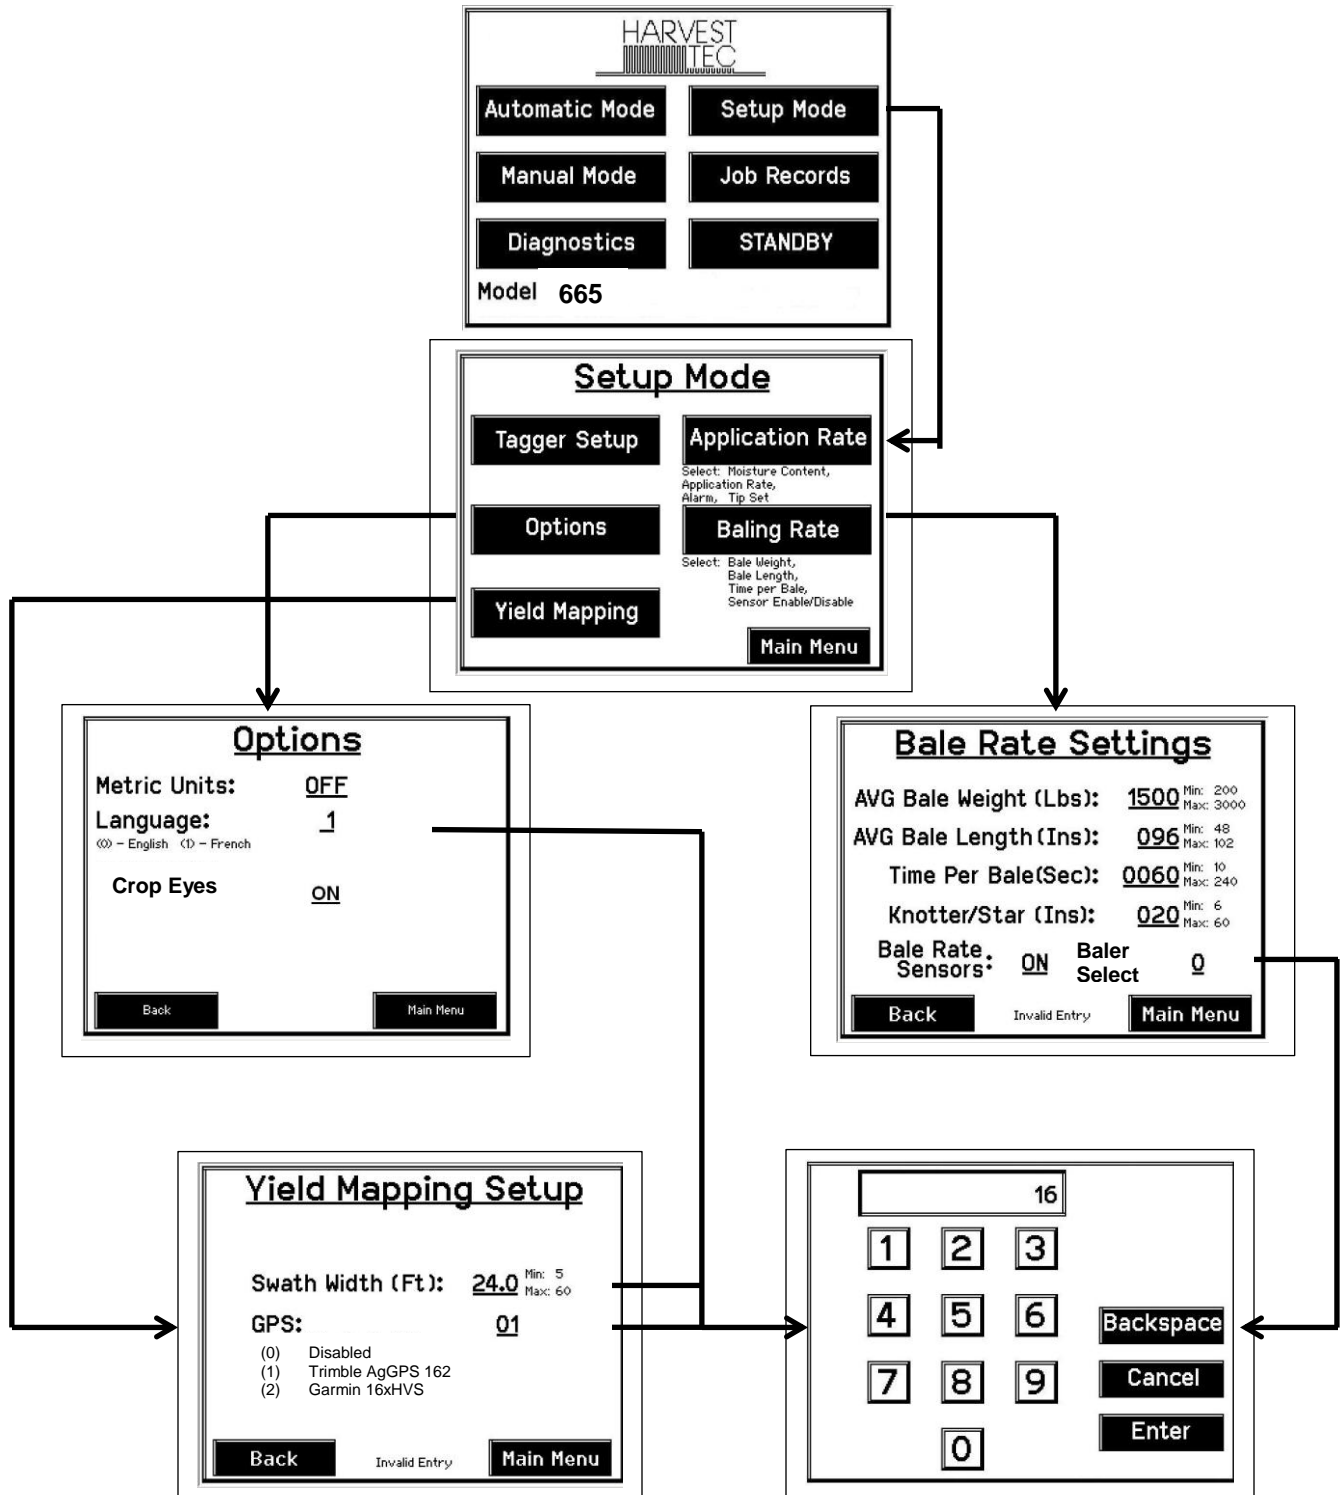 HARVEST
TEC
Automatic Mode
Setup Mode
Manual Mode
Job Records
Diagnostics
STANDBY
Model 665
Setup Mode
Tagger Setup
Application Rate
Select: Moisture Content,
Application Rate,
Alarm, Tip Set
Options
Baling Rate
Select: Bale Weight,
Bale Length,
Time per Bale,
Sensor Enable/Disable
Yield Mapping
Main Menu
Options
Metric Units: OFF
Language: 1
(0) - English (1) - French
Crop Eyes ON
Back
Main Menu
Bale Rate Settings
AVG Bale Weight (Lbs): 1500 Min: 200
Max: 3000
AVG Bale Length (Ins): 096 Min: 48
Max: 102
Time Per Bale(Sec): 0060 Min: 10
Max: 240
Knotter/Star (Ins): 020 Min: 6
Max: 60
Bale Rate
Sensors: ON
Baler
Select 0
Back
Invalid Entry
Main Menu
Yield Mapping Setup
Swath Width (Ft): 24.0 Min: 5
Max: 60
GPS: 01
(0) Disabled
(1) Trimble AgGPS 162
(2) Garmin 16xHVS
Back
Invalid Entry
Main Menu
16
1 2 3
4 5 6
Backspace
7 8 9
Cancel
Enter
0